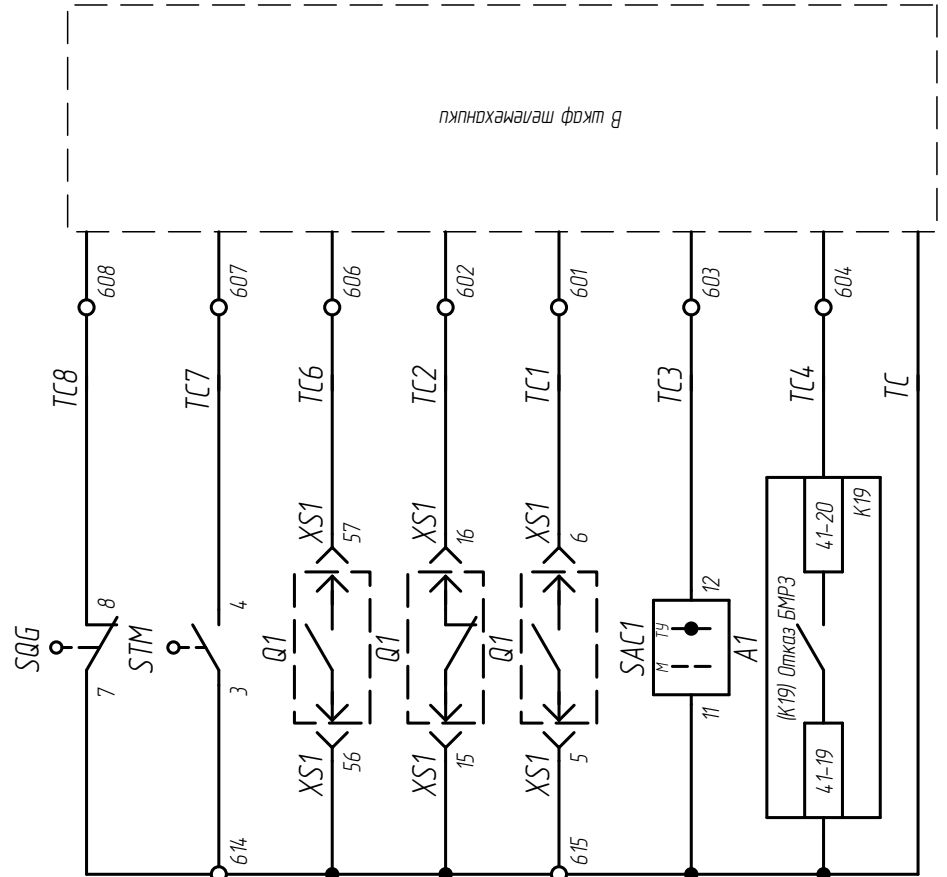 В шкаф телемеханики
608
607
606
602
601
603
604
ТС8
ТС7
ТС6
ТС2
ТС1
ТС3
ТС4
ТС
SQG
7
8
STM
3
4
XS1
57
Q1
XS1
56
XS1
16
Q1
XS1
15
XS1
6
Q1
XS1
5
SAC1
М
ТУ
11
12
A1
(К19) Отказ БМРЗ
41-20
К19
41-19
614
615